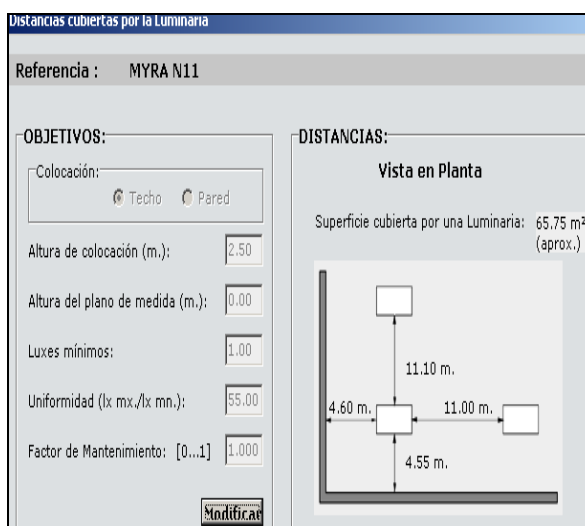 Distancias cubiertas por la Luminaria
Referencia : MYRA N11
OBJETIVOS:
Colocación:
Techo Pared
Altura de colocación (m.): 2.50
Altura del plano de medida (m.): 0.00
Luxes mínimos: 1.00
Uniformidad (lx mx./lx mn.): 55.00
Factor de Mantenimiento: [0...1] 1.000
Modificar
DISTANCIAS:
Vista en Planta
Superficie cubierta por una Luminaria: 65.75 m²
(aprox.)
11.10 m.
4.60 m. 11.00 m.
4.55 m.